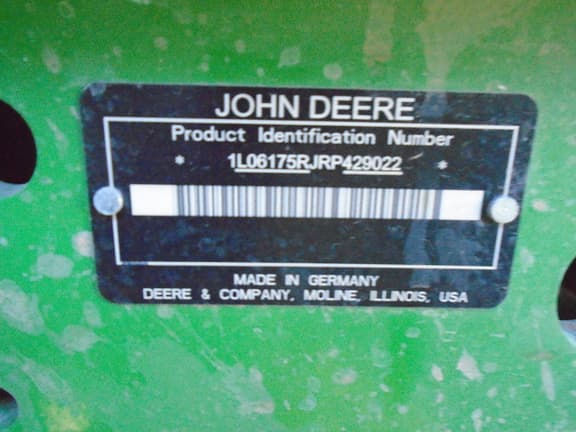 JOHN DEERE
Product Identification Number
* 1L06175RJRP429022 *
MADE IN GERMANY
DEERE & COMPANY, MOLINE, ILLINOIS, USA